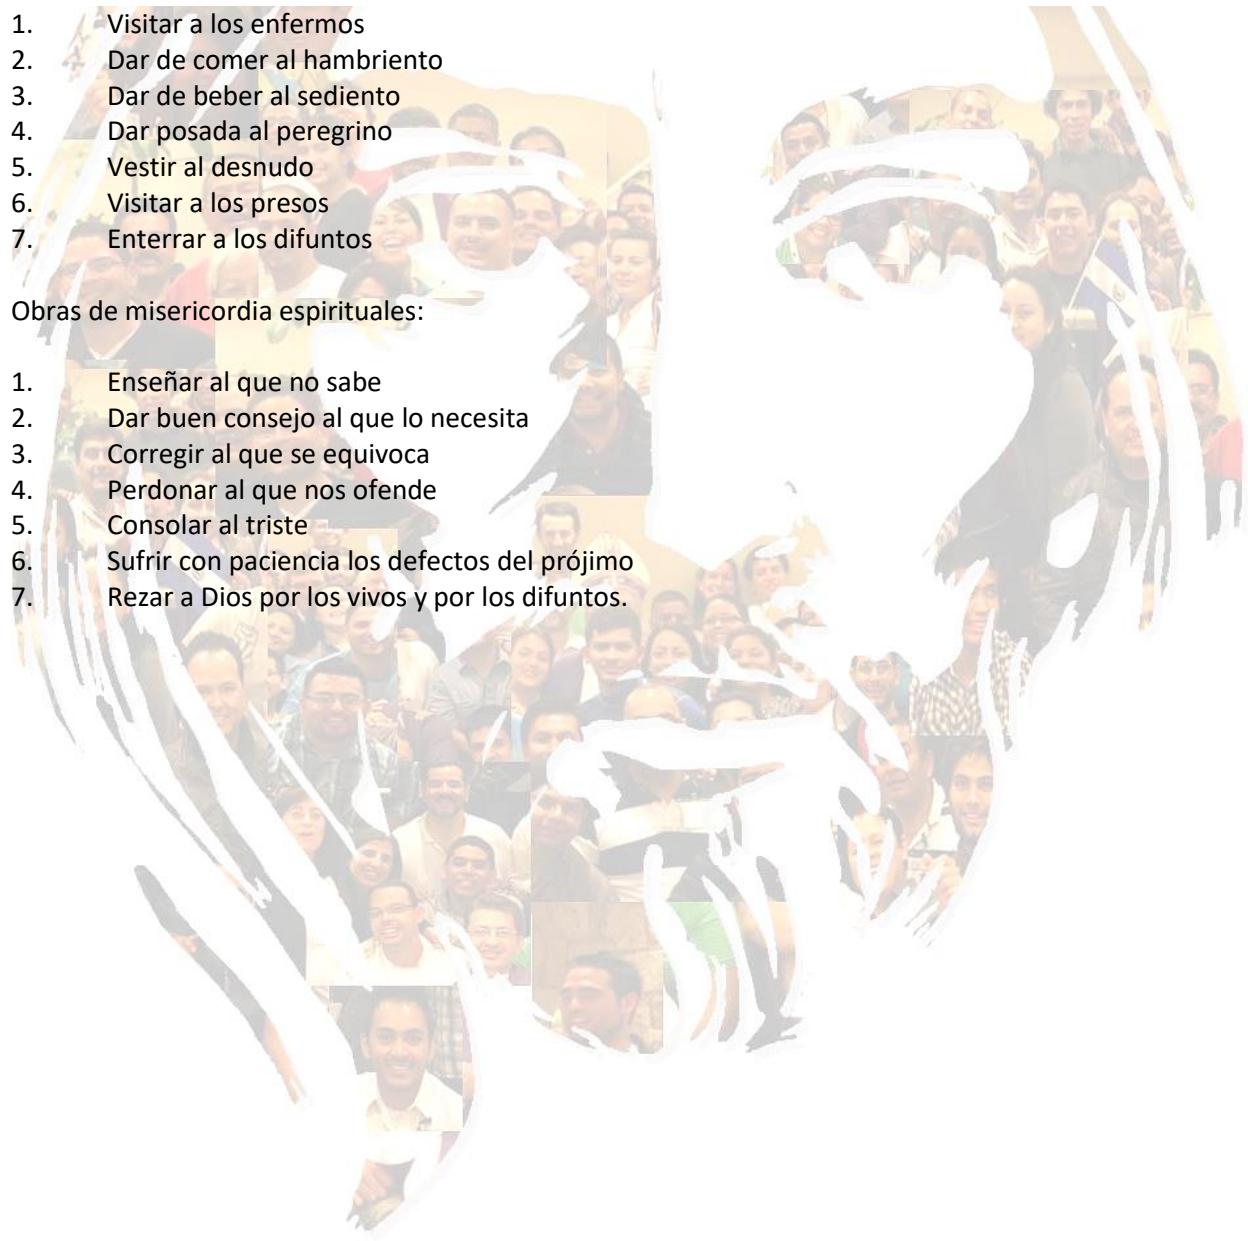 1. Visitar a los enfermos
2. Dar de comer al hambriento
3. Dar de beber al sediento
4. Dar posada al peregrino
5. Vestir al desnudo
6. Visitar a los presos
7. Enterrar a los difuntos
Obras de misericordia espirituales:
1. Enseñar al que no sabe
2. Dar buen consejo al que lo necesita
3. Corregir al que se equivoca
4. Perdonar al que nos ofende
5. Consolar al triste
6. Sufrir con paciencia los defectos del prójimo
7. Rezar a Dios por los vivos y por los difuntos.